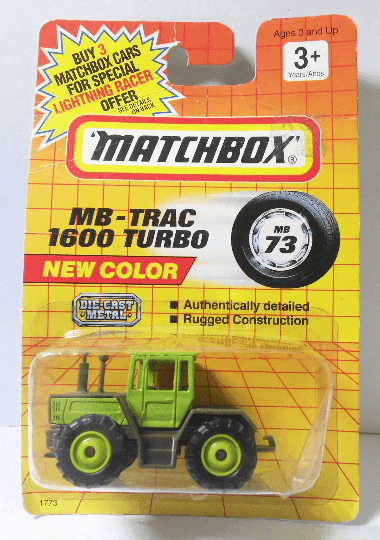 BUY 3
MATCHBOX CARS
FOR SPECIAL
LIGHTNING RACER
OFFER
SEE DETAILS
ON BACK
Ages 3 and Up
3+
Years/Años
"MATCHBOX"®
MB-TRAC
1600 TURBO
MB
73
NEW COLOR
DIE-CAST
METAL
■ Authentically detailed
■ Rugged Construction
1773